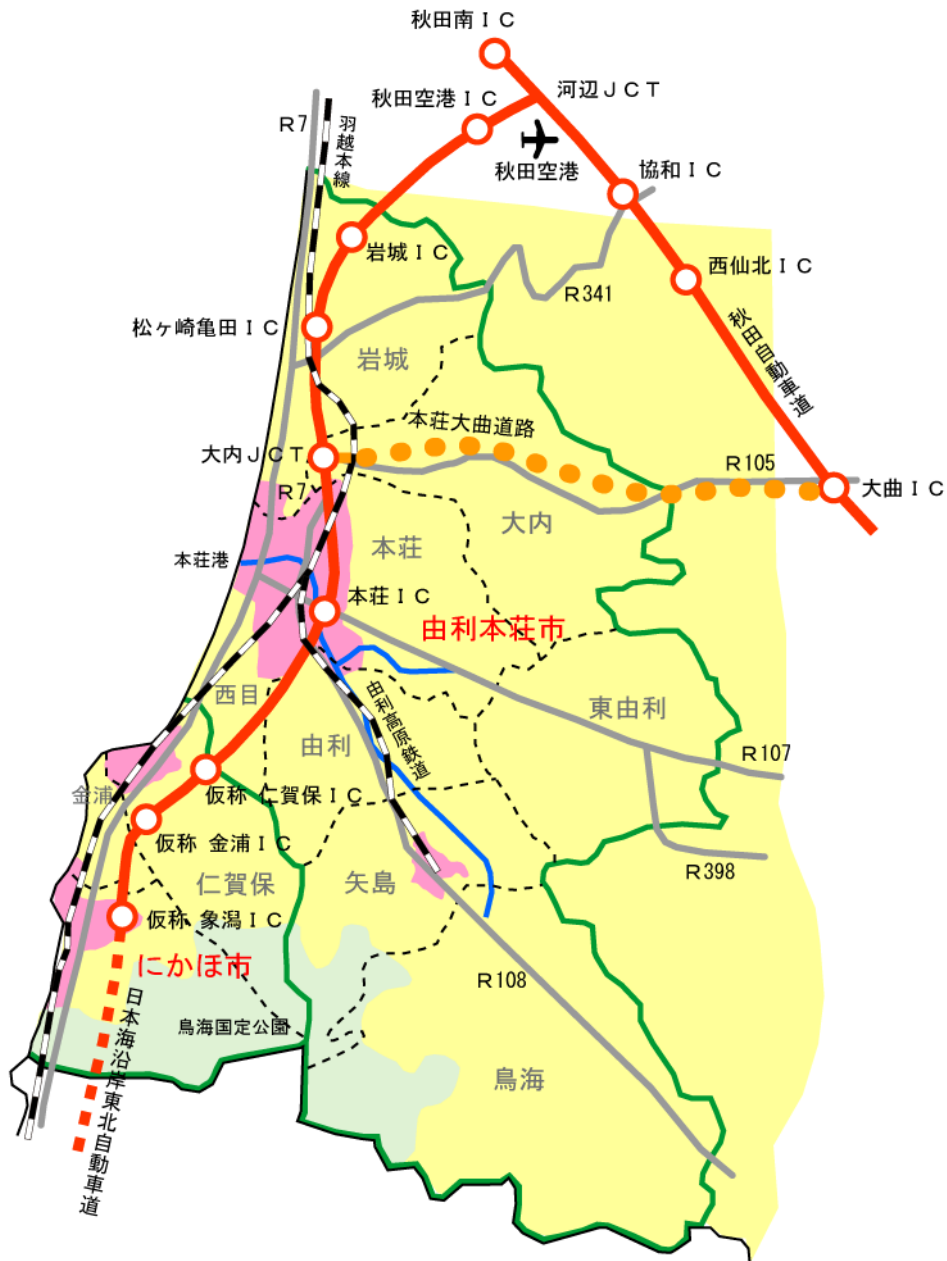 秋田南ＩＣ
河辺ＪＣＴ
秋田空港ＩＣ
R7
羽越本線
秋田空港
協和ＩＣ
岩城ＩＣ
西仙北ＩＣ
R341
松ヶ崎亀田ＩＣ
秋田自動車道
岩城
本荘大曲道路
大内ＪＣＴ
R105
大曲ＩＣ
R7
大内
本荘
本荘港
本荘ＩＣ
由利本荘市
西目
由利
由利高原鉄道
東由利
R107
金浦
仮称 仁賀保ＩＣ
仮称 金浦ＩＣ
R398
仁賀保
矢島
仮称 象潟ＩＣ
にかほ市
R108
日本海沿岸東北自動車道
鳥海国定公園
鳥海